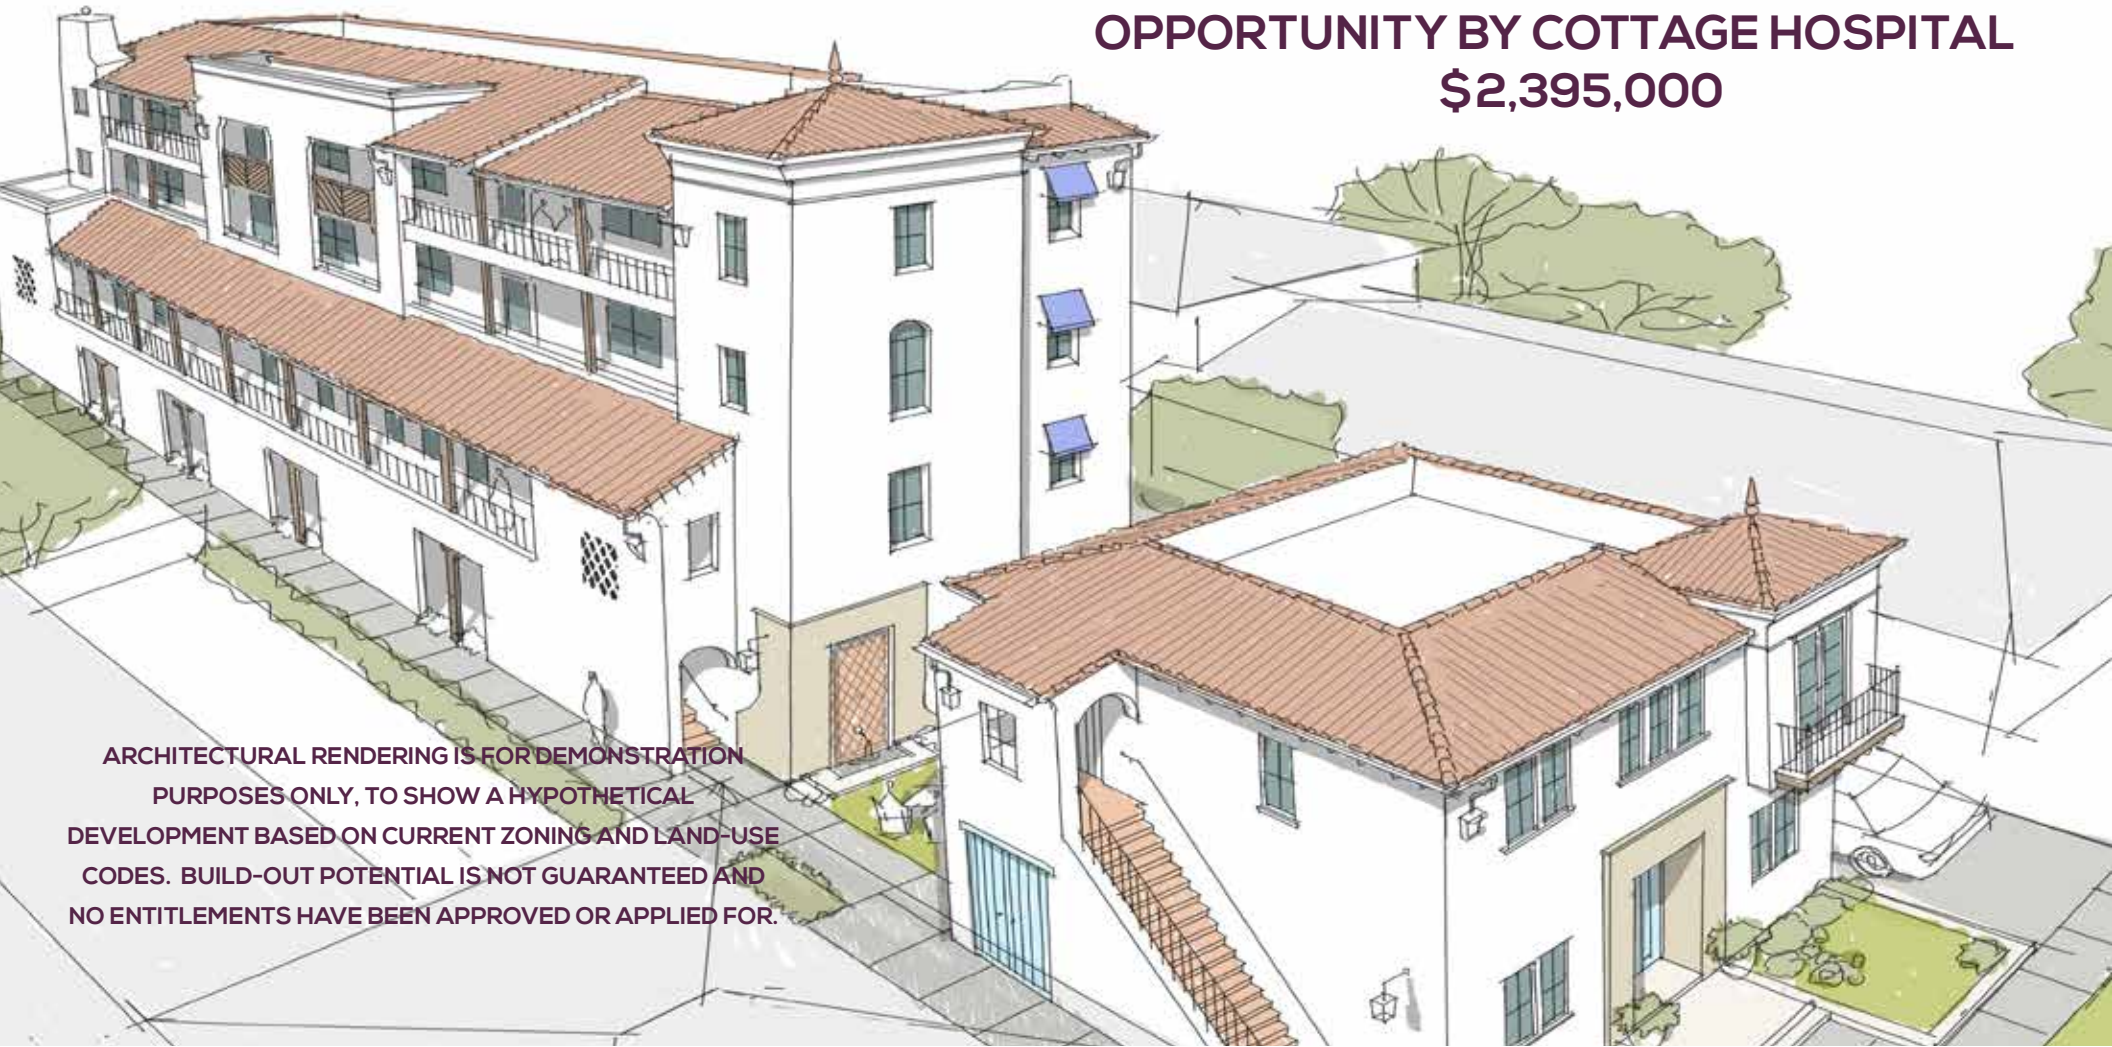 OPPORTUNITY BY COTTAGE HOSPITAL
$2,395,000
ARCHITECTURAL RENDERING IS FOR DEMONSTRATION
PURPOSES ONLY, TO SHOW A HYPOTHETICAL
DEVELOPMENT BASED ON CURRENT ZONING AND LAND-USE
CODES. BUILD-OUT POTENTIAL IS NOT GUARANTEED AND
NO ENTITLEMENTS HAVE BEEN APPROVED OR APPLIED FOR.